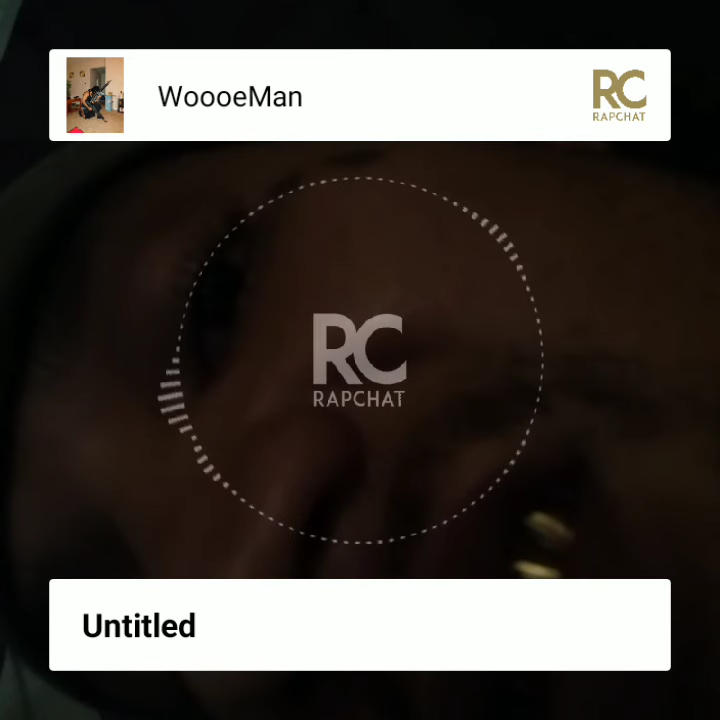 WoooeMan
RC
RAPCHAT
RC
RAPCHAT
Untitled